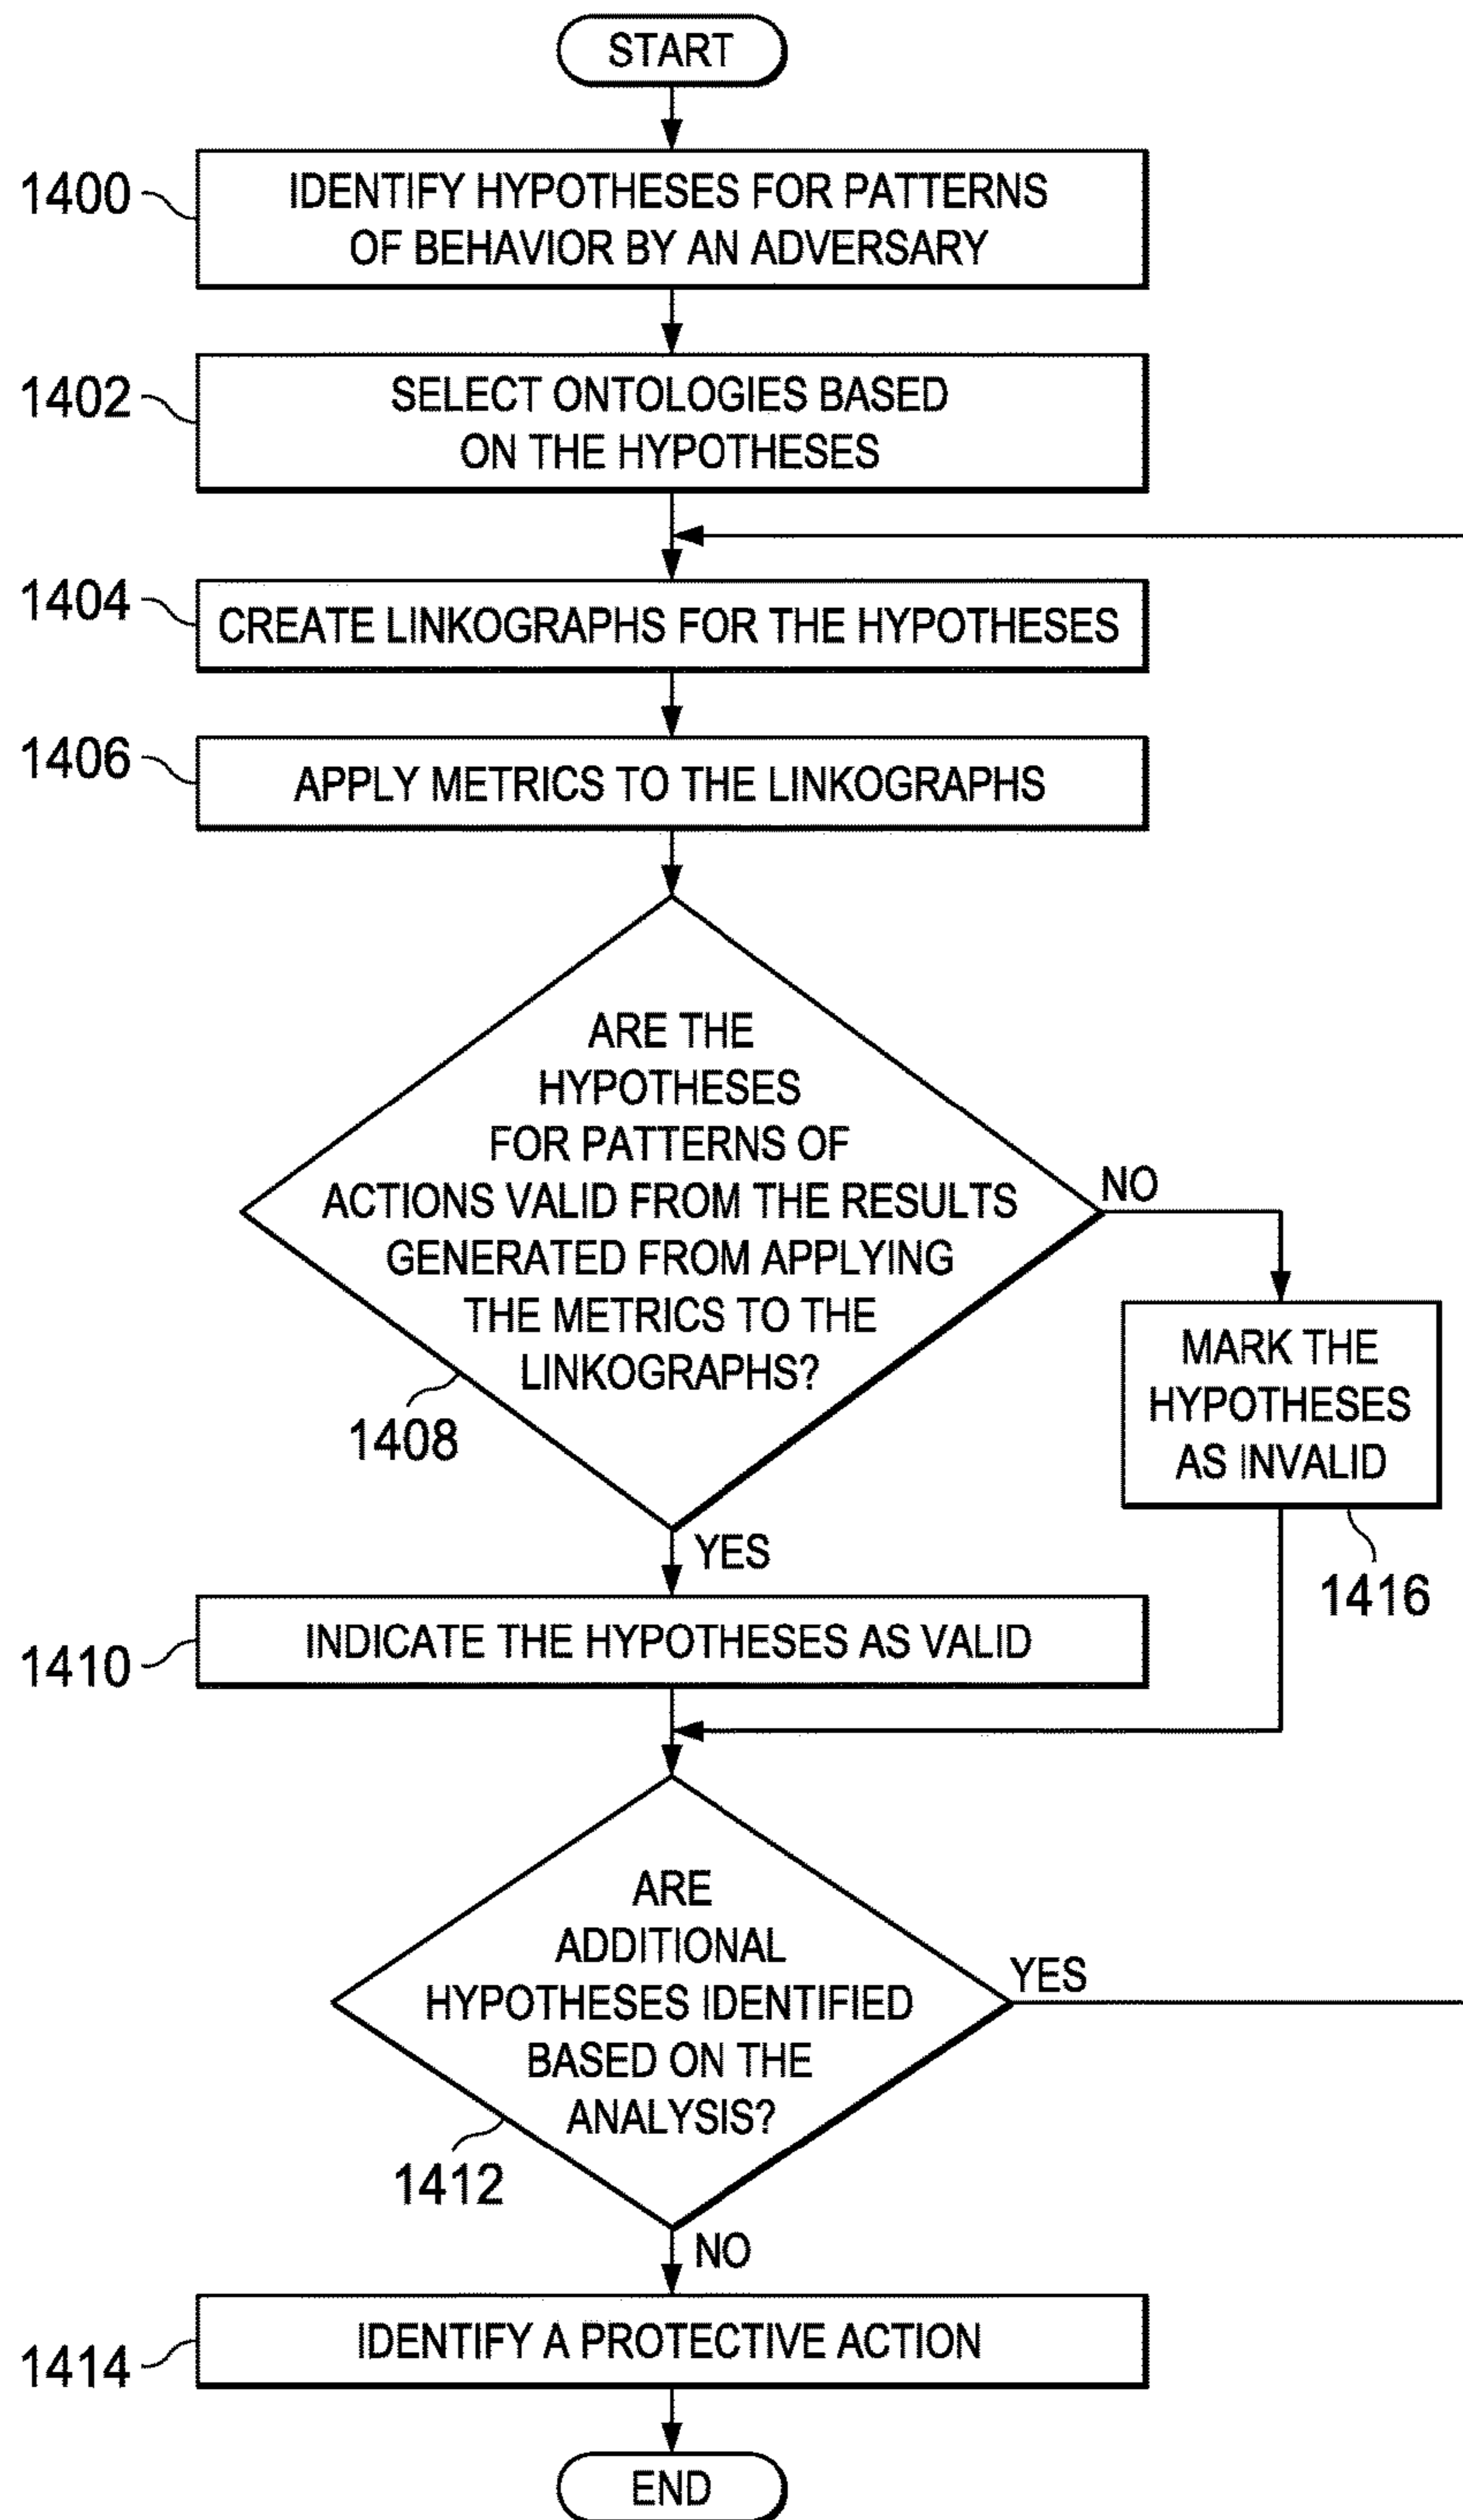 START
1400
IDENTIFY HYPOTHESES FOR PATTERNS
OF BEHAVIOR BY AN ADVERSARY
1402
SELECT ONTOLOGIES BASED
ON THE HYPOTHESES
1404
CREATE LINKOGRAPHS FOR THE HYPOTHESES
1406
APPLY METRICS TO THE LINKOGRAPHS
ARE THE
HYPOTHESES
FOR PATTERNS OF
ACTIONS VALID FROM THE RESULTS
GENERATED FROM APPLYING
THE METRICS TO THE
LINKOGRAPHS?
1408
NO
MARK THE
HYPOTHESES
AS INVALID
1416
YES
INDICATE THE HYPOTHESES AS VALID
1410
ARE
ADDITIONAL
HYPOTHESES IDENTIFIED
BASED ON THE
ANALYSIS?
1412
YES
NO
IDENTIFY A PROTECTIVE ACTION
1414
END